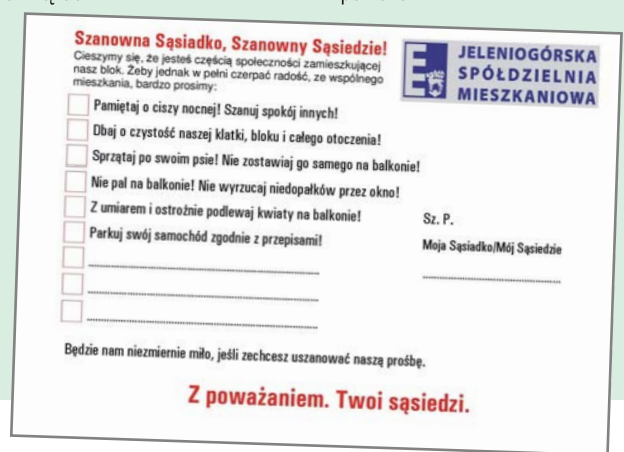 Szanowna Sąsiadko, Szanowny Sąsiedzie!
Cieszymy się, że jesteś częścią społeczności zamieszkującej
nasz blok. Żeby jednak w pełni czerpać radość, ze wspólnego
mieszkania, bardzo prosimy:
JELENIOGÓRSKA
SPÓŁDZIELNIA
MIESZKANIOWA
Pamiętaj o ciszy nocnej! Szanuj spokój innych!
Dbaj o czystość naszej klatki, bloku i całego otoczenia!
Sprzątaj po swoim psie! Nie zostawiaj go samego na balkonie!
Nie pal na balkonie! Nie wyrzucaj niedopałków przez okno!
Z umiarem i ostrożnie podlewaj kwiaty na balkonie!
Parkuj swój samochód zgodnie z przepisami!
Sz. P.
Moja Sąsiadko/Mój Sąsiedzie
Będzie nam niezmiernie miło, jeśli zechcesz uszanować naszą prośbę.
Z poważaniem. Twoi sąsiedzi.